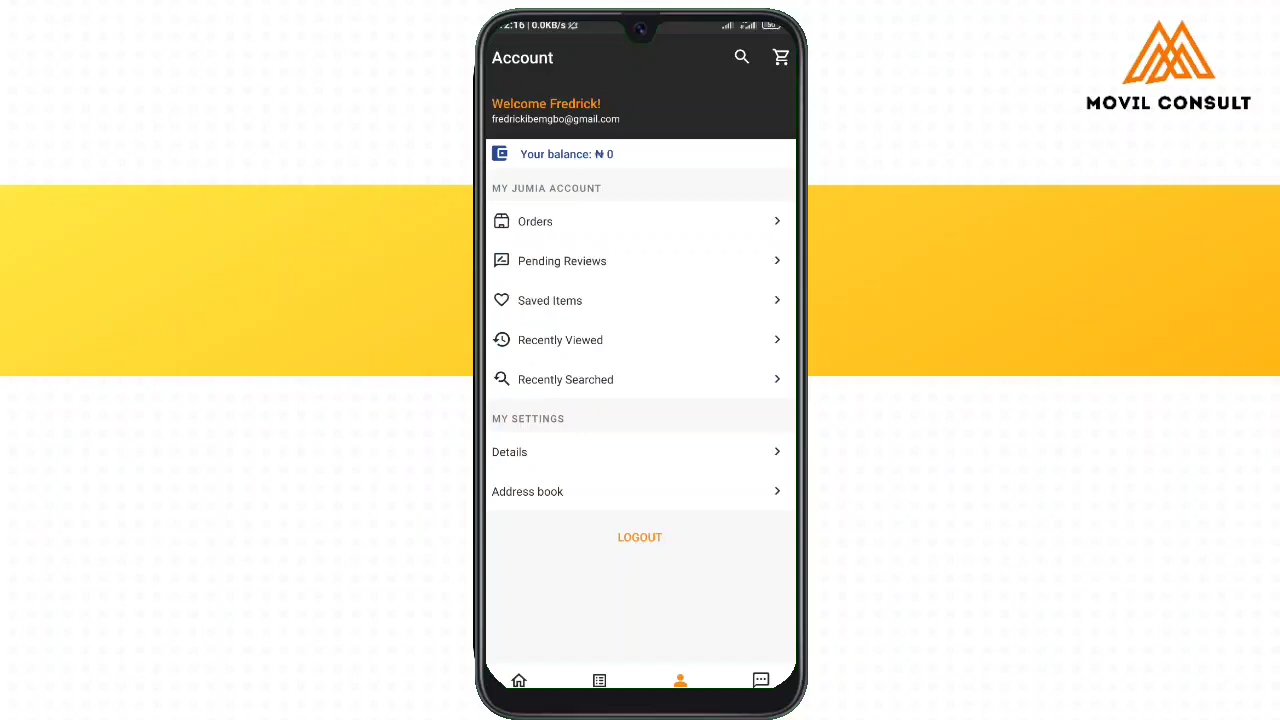 2:16 | 0.0KB/s
Account
Welcome Fredrick!
fredrickibemgbo@gmail.com
Your balance: ₦ 0
MY JUMIA ACCOUNT
Orders
Pending Reviews
Saved Items
Recently Viewed
Recently Searched
MY SETTINGS
Details
Address book
LOGOUT
MOVIL CONSULT